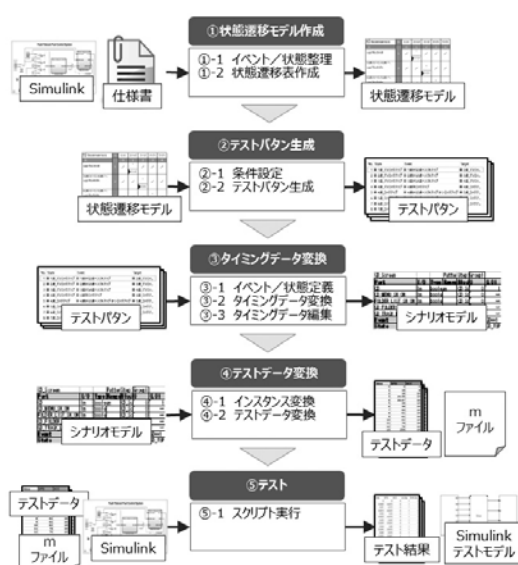 ①状態遷移モデル作成
①-1 イベント／状態整理
①-2 状態遷移表作成
Simulink
仕様書
状態遷移モデル
②テストパタン生成
②-1 条件設定
②-2 テストパタン生成
状態遷移モデル
テストパタン
③タイミングデータ変換
③-1 イベント／状態定義
③-2 タイミングデータ変換
③-3 タイミングデータ編集
テストパタン
シナリオモデル
④テストデータ変換
④-1 インスタンス変換
④-2 テストデータ変換
シナリオモデル
テストデータ
m
ファイル
⑤テスト
⑤-1 スクリプト実行
テストデータ
m
ファイル
Simulink
テスト結果
Simulink
テストモデル